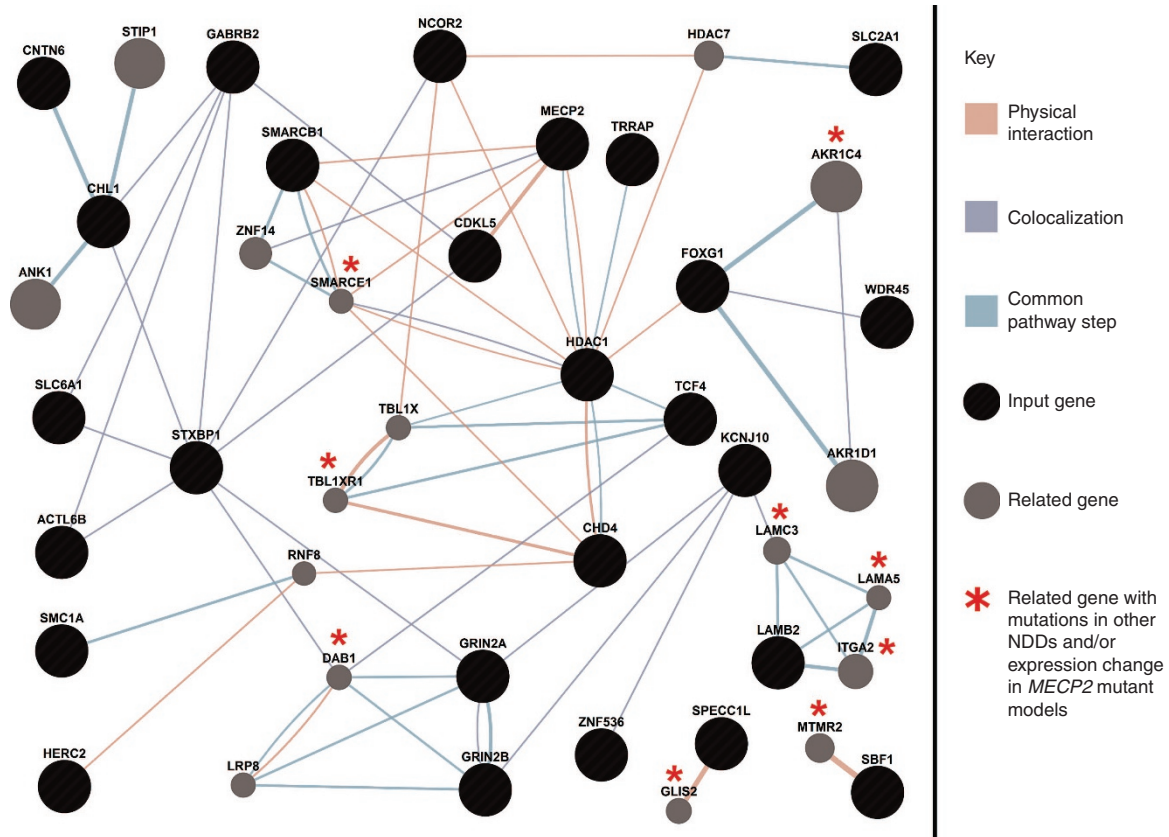 STIP1
CNTN6
GABRB2
NCOR2
HDAC7
SLC2A1
MECP2
SMARCB1
TRRAP
AKR1C4
CHL1
ZNF14
CDKL5
ANK1
SMARCE1
FOXG1
WDR45
HDAC1
SLC6A1
TBL1X
TCF4
STXBP1
KCNJ10
TBL1XR1
AKR1D1
ACTL6B
CHD4
LAMC3
RNF8
LAMA5
SMC1A
GRIN2A
LAMB2
ITGA2
DAB1
ZNF536
SPECC1L
MTMR2
HERC2
LRP8
GRIN2B
SBF1
GLIS2
Key
Physical
interaction
Colocalization
Common
pathway step
Input gene
Related gene
Related gene with
mutations in other
NDDs and/or
expression change
in MECP2 mutant
models